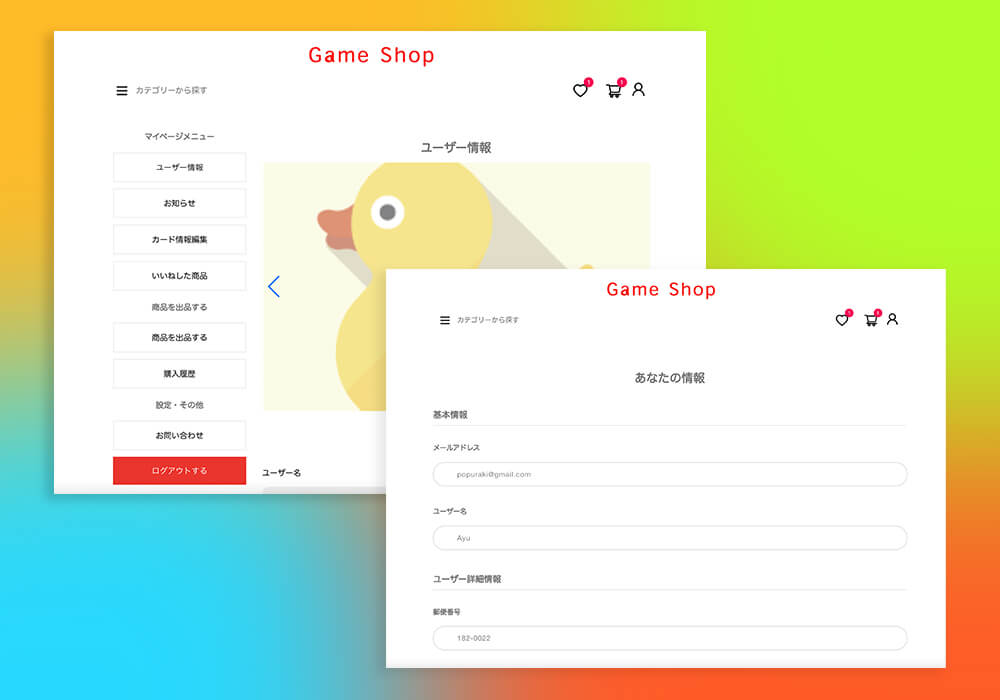 Game Shop
カテゴリーから探す
1
1
マイページメニュー
ユーザー情報
お知らせ
カード情報編集
いいねした商品
商品を出品する
商品を出品する
購入履歴
設定・その他
お問い合わせ
ログアウトする
ユーザー情報
ユーザー名
Game Shop
カテゴリーから探す
1
1
あなたの情報
基本情報
メールアドレス
popuraki@gmail.com
ユーザー名
Ayu
ユーザー詳細情報
郵便番号
182-0022